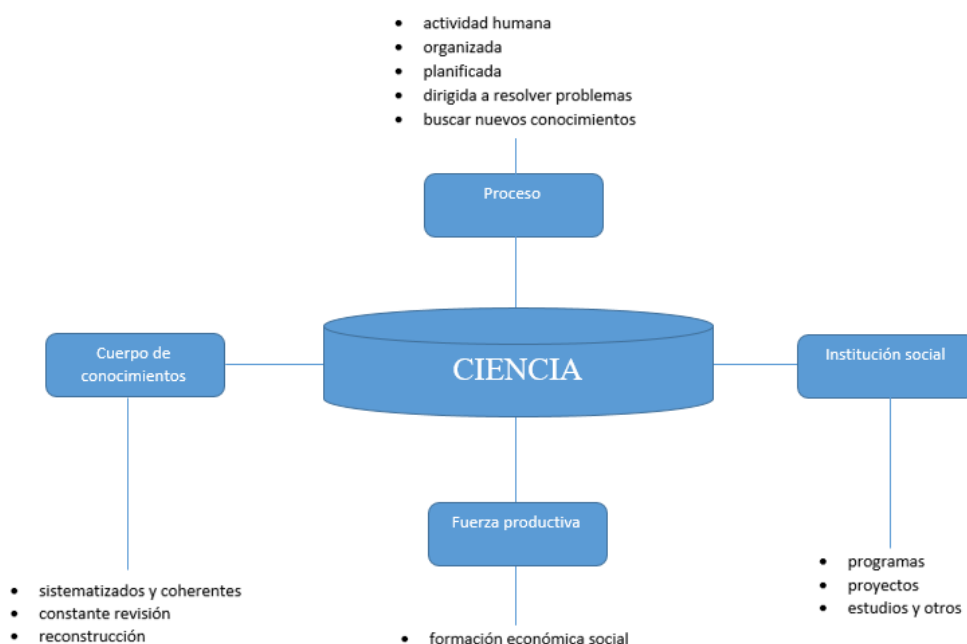 • actividad humana
• organizada
• planificada
• dirigida a resolver problemas
• buscar nuevos conocimientos
Proceso
Cuerpo de
conocimientos
CIENCIA
Institución social
Fuerza productiva
• programas
• proyectos
• estudios y otros
• sistematizados y coherentes
• constante revisión
• reconstrucción
• formación económica social